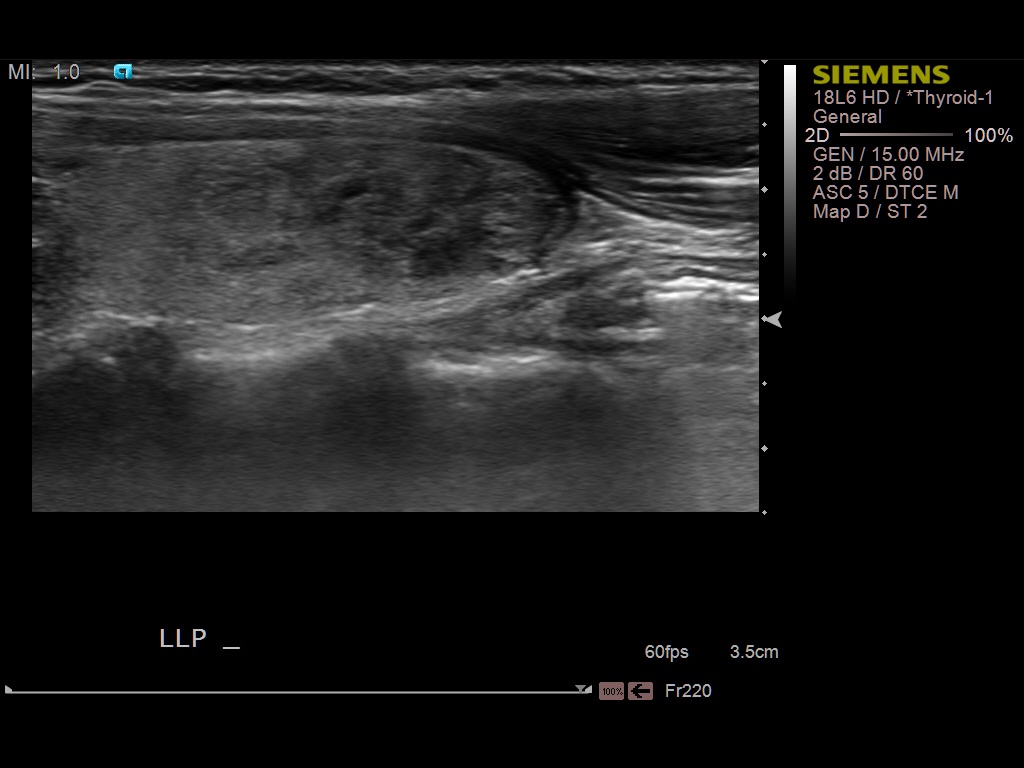 MI: 1.0
SIEMENS
18L6 HD / *Thyroid-1
General
2D 100%
GEN / 15.00 MHz
2 dB / DR 60
ASC 5 / DTCE M
Map D / ST 2
LLP _
60fps 3.5cm
100% Fr220